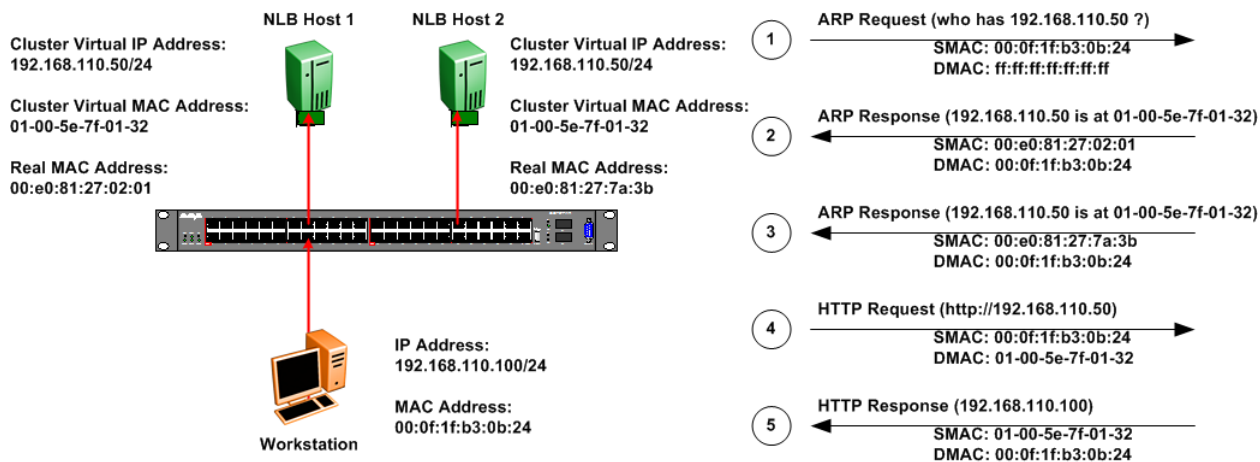 NLB Host 1
Cluster Virtual IP Address:
192.168.110.50/24
Cluster Virtual MAC Address:
01-00-5e-7f-01-32
Real MAC Address:
00:e0:81:27:02:01
NLB Host 2
Cluster Virtual IP Address:
192.168.110.50/24
Cluster Virtual MAC Address:
01-00-5e-7f-01-32
Real MAC Address:
00:e0:81:27:7a:3b
IP Address:
192.168.110.100/24
MAC Address:
00:0f:1f:b3:0b:24
Workstation
1
ARP Request (who has 192.168.110.50 ?)
SMAC: 00:0f:1f:b3:0b:24
DMAC: ff:ff:ff:ff:ff:ff:ff
2
ARP Response (192.168.110.50 is at 01-00-5e-7f-01-32)
SMAC: 00:e0:81:27:02:01
DMAC: 00:0f:1f:b3:0b:24
3
ARP Response (192.168.110.50 is at 01-00-5e-7f-01-32)
SMAC: 00:e0:81:27:7a:3b
DMAC: 00:0f:1f:b3:0b:24
4
HTTP Request (http://192.168.110.50)
SMAC: 00:0f:1f:b3:0b:24
DMAC: 01-00-5e-7f-01-32
5
HTTP Response (192.168.110.100)
SMAC: 01-00-5e-7f-01-32
DMAC: 00:0f:1f:b3:0b:24